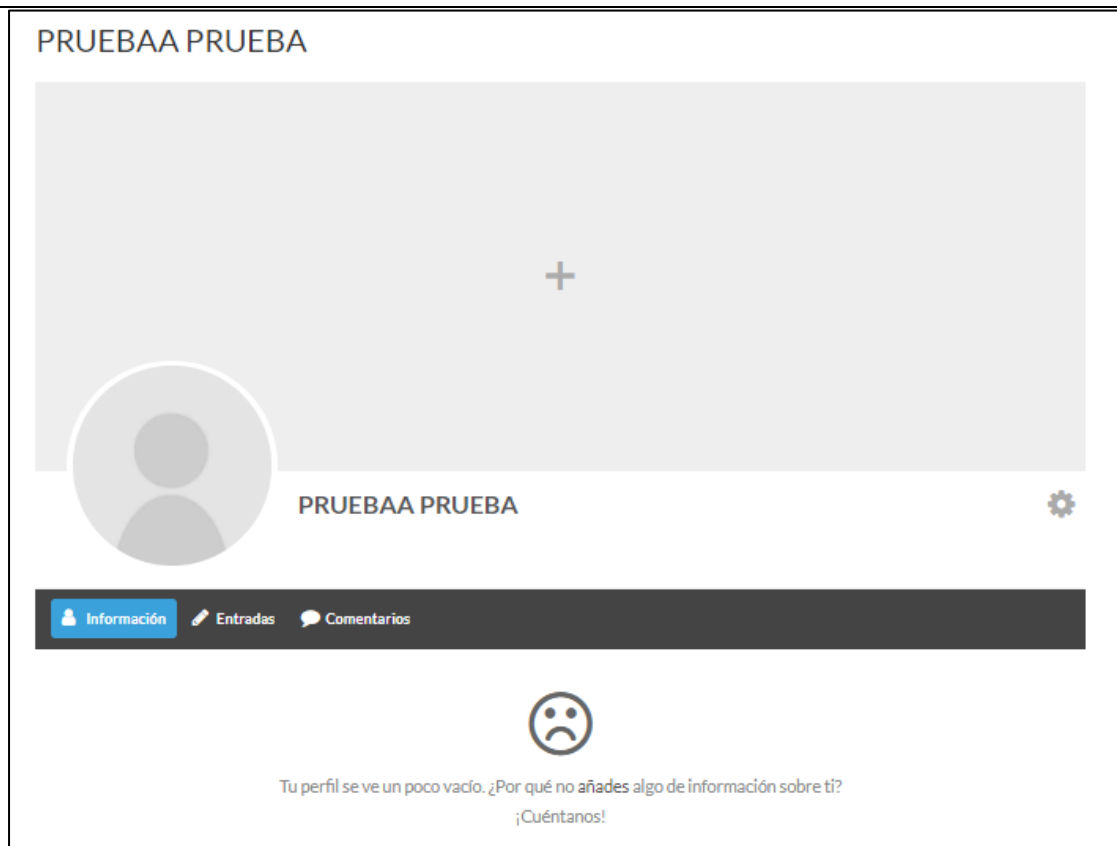 PRUEBAA PRUEBA
PRUEBAA PRUEBA
Información Entradas Comentarios
Tu perfil se ve un poco vacío. ¿Por qué no añades algo de información sobre ti?
¡Cuéntanos!